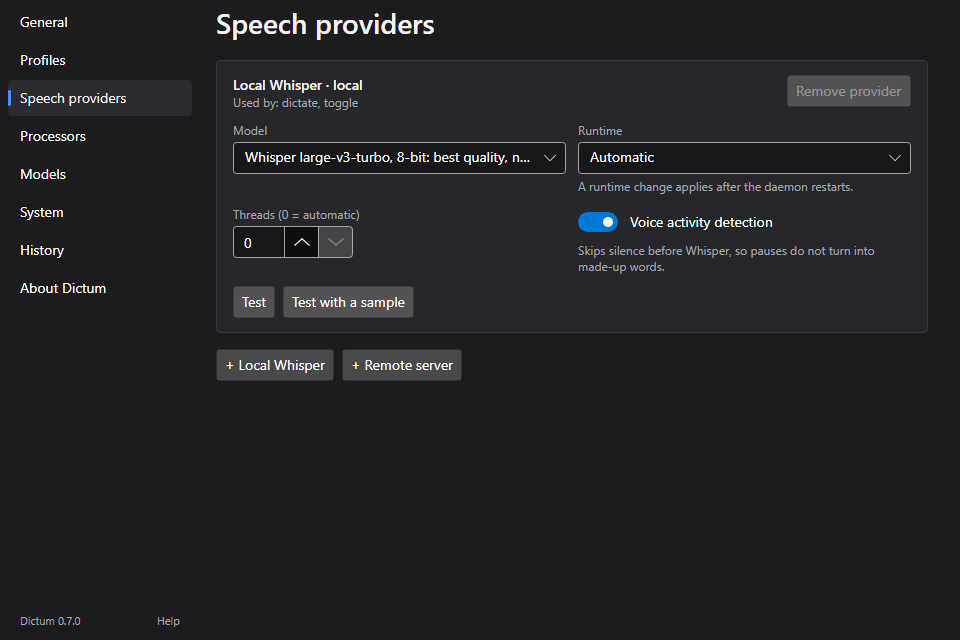 General
Profiles
Speech providers
Processors
Models
System
History
About Dictum
Dictum 0.7.0
Help
Speech providers
Local Whisper · local
Used by: dictate, toggle
Remove provider
Model
Whisper large-v3-turbo, 8-bit: best quality, n...
Runtime
Automatic
A runtime change applies after the daemon restarts.
Threads (0 = automatic)
0
Voice activity detection
Skips silence before Whisper, so pauses do not turn into
made-up words.
Test
Test with a sample
+ Local Whisper
+ Remote server